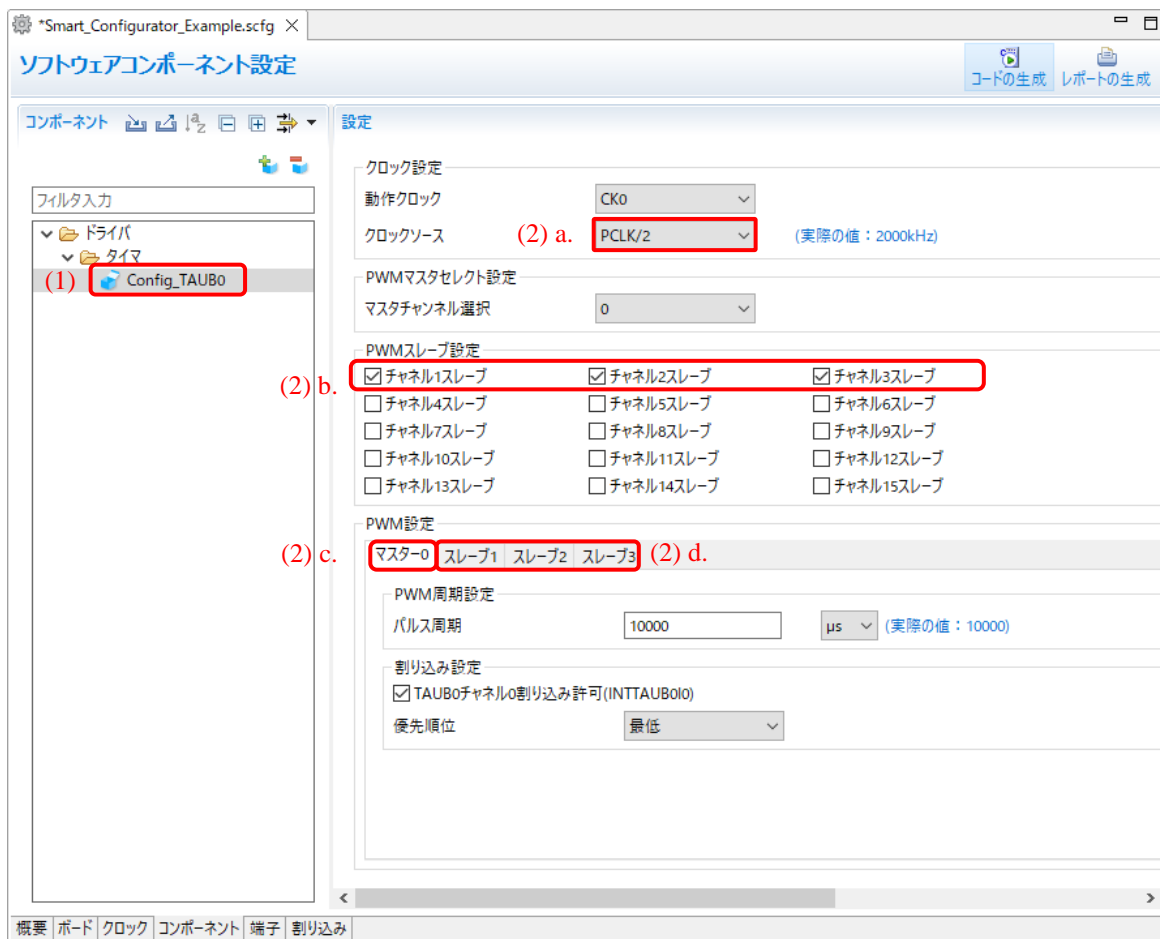 *Smart_Configurator_Example.scfg
ソフトウェアコンポーネント設定
コードの生成 レポートの生成
コンポーネント
設定
フィルタ入力
ドライバ
タイマ
(1) Config_TAUB0
クロック設定
動作クロック CK0
クロックソース (2) a. PCLK/2 (実際の値：2000kHz)
PWMマスタセレクト設定
マスタチャンネル選択 0
PWMスレーブ設定
(2) b. チャネル1スレーブ チャネル2スレーブ チャネル3スレーブ
チャネル4スレーブ チャネル5スレーブ チャネル6スレーブ
チャネル7スレーブ チャネル8スレーブ チャネル9スレーブ
チャネル10スレーブ チャネル11スレーブ チャネル12スレーブ
チャネル13スレーブ チャネル14スレーブ チャネル15スレーブ
PWM設定
(2) c. マスター0 スレーブ1 スレーブ2 スレーブ3 (2) d.
PWM周期設定
パルス周期 10000 µs (実際の値：10000)
割り込み設定
TAUB0チャネル0割り込み許可(INTTAUB0I0)
優先順位 最低
概要 ボード クロック コンポーネント 端子 割り込み